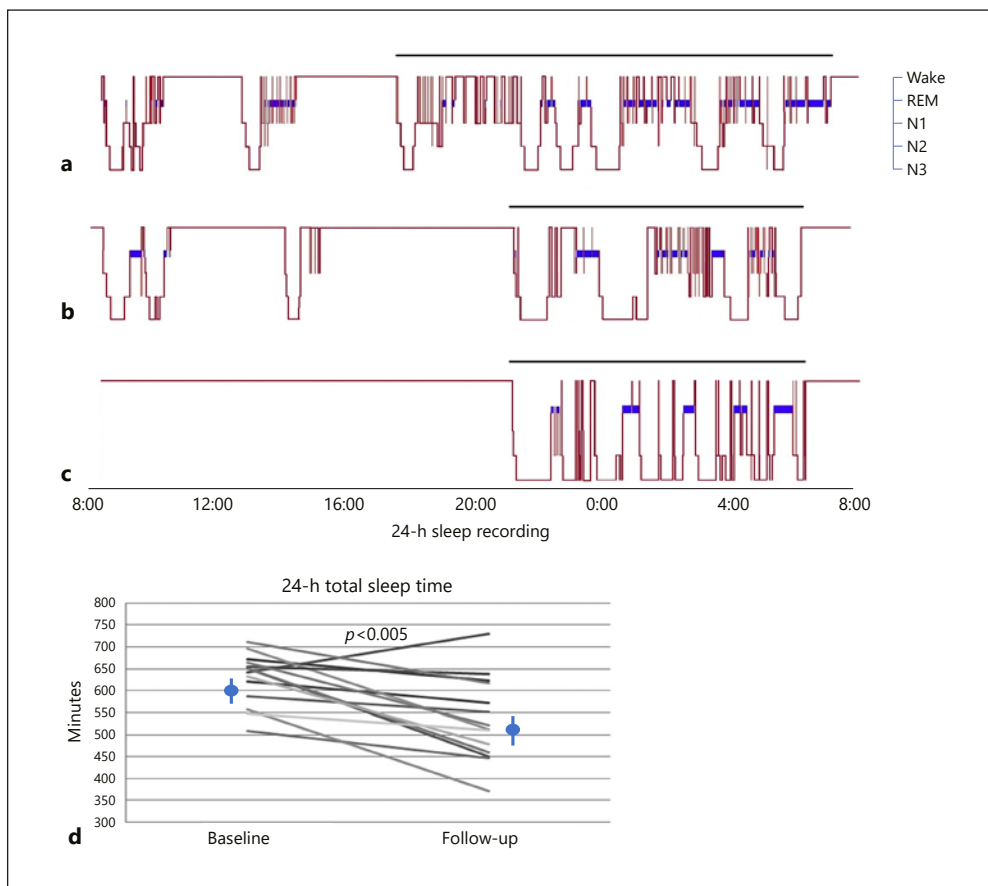 Wake
REM
N1
N2
N3
a
b
c
8:00 12:00 16:00 20:00 0:00 4:00 8:00
24-h sleep recording
24-h total sleep time
800
750
700
650
600
550
500
450
400
350
300
Minutes
p<0.005
d
Baseline Follow-up